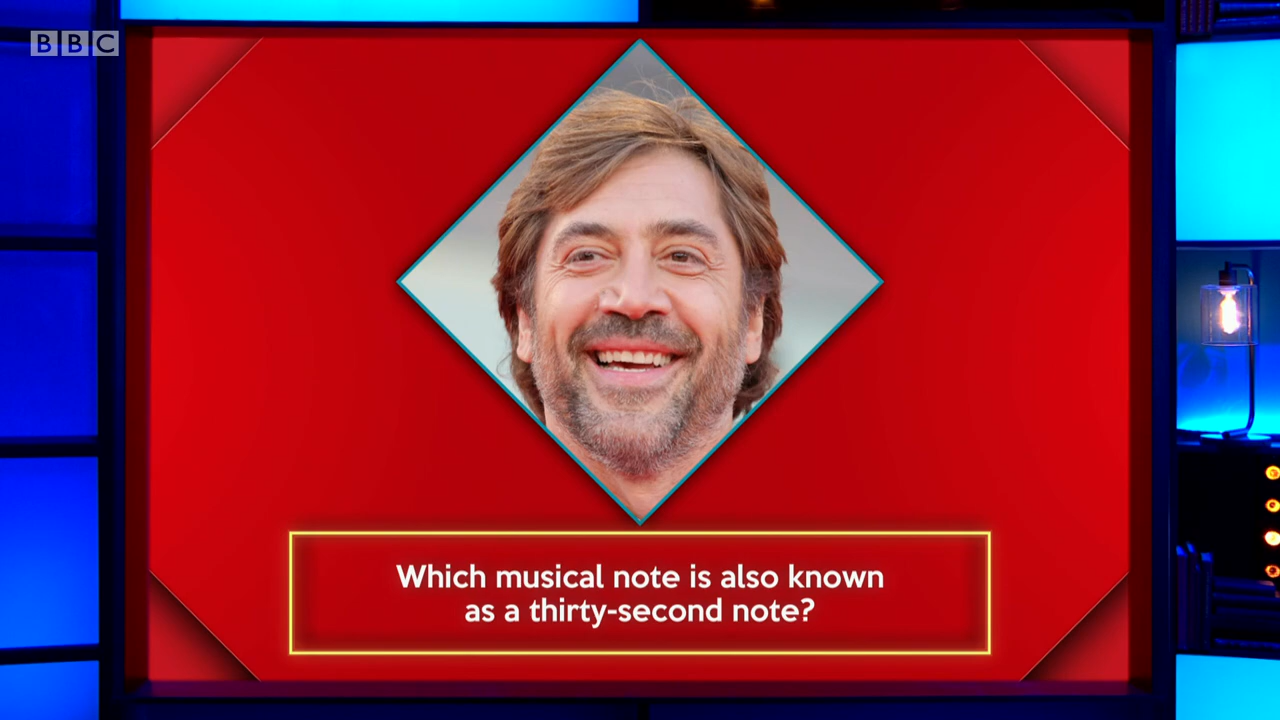 BBC
Which musical note is also known
as a thirty-second note?